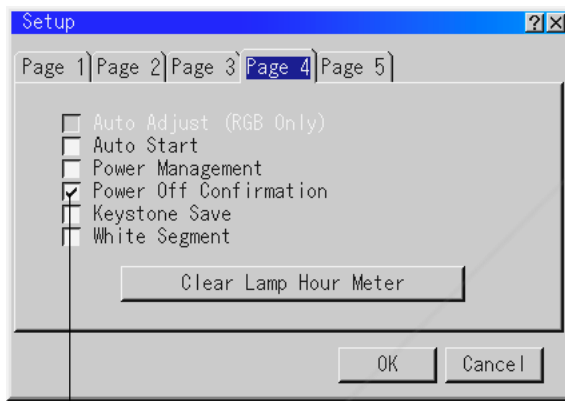 Setup ? X
Page 1 Page 2 Page 3 Page 4 Page 5
Auto Adjust (RGB Only)
Auto Start
Power Management
Power Off Confirmation
Keystone Save
White Segment
Clear Lamp Hour Meter
OK Cancel